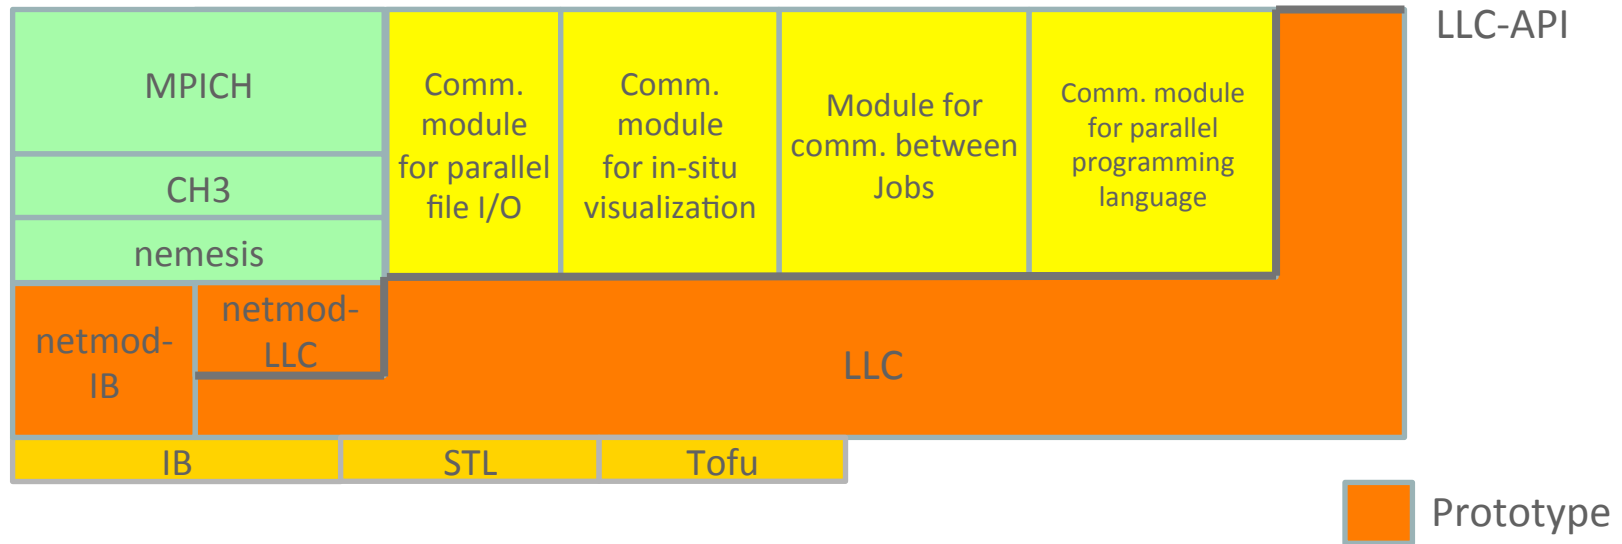 LLC-API
MPICH
CH3
nemesis
Comm.
module
for parallel
file I/O
Comm.
module
for in-situ
visualization
Module for
comm. between
Jobs
Comm. module
for parallel
programming
language
netmod-
IB
netmod-
LLC
LLC
IB
STL
Tofu
Prototype